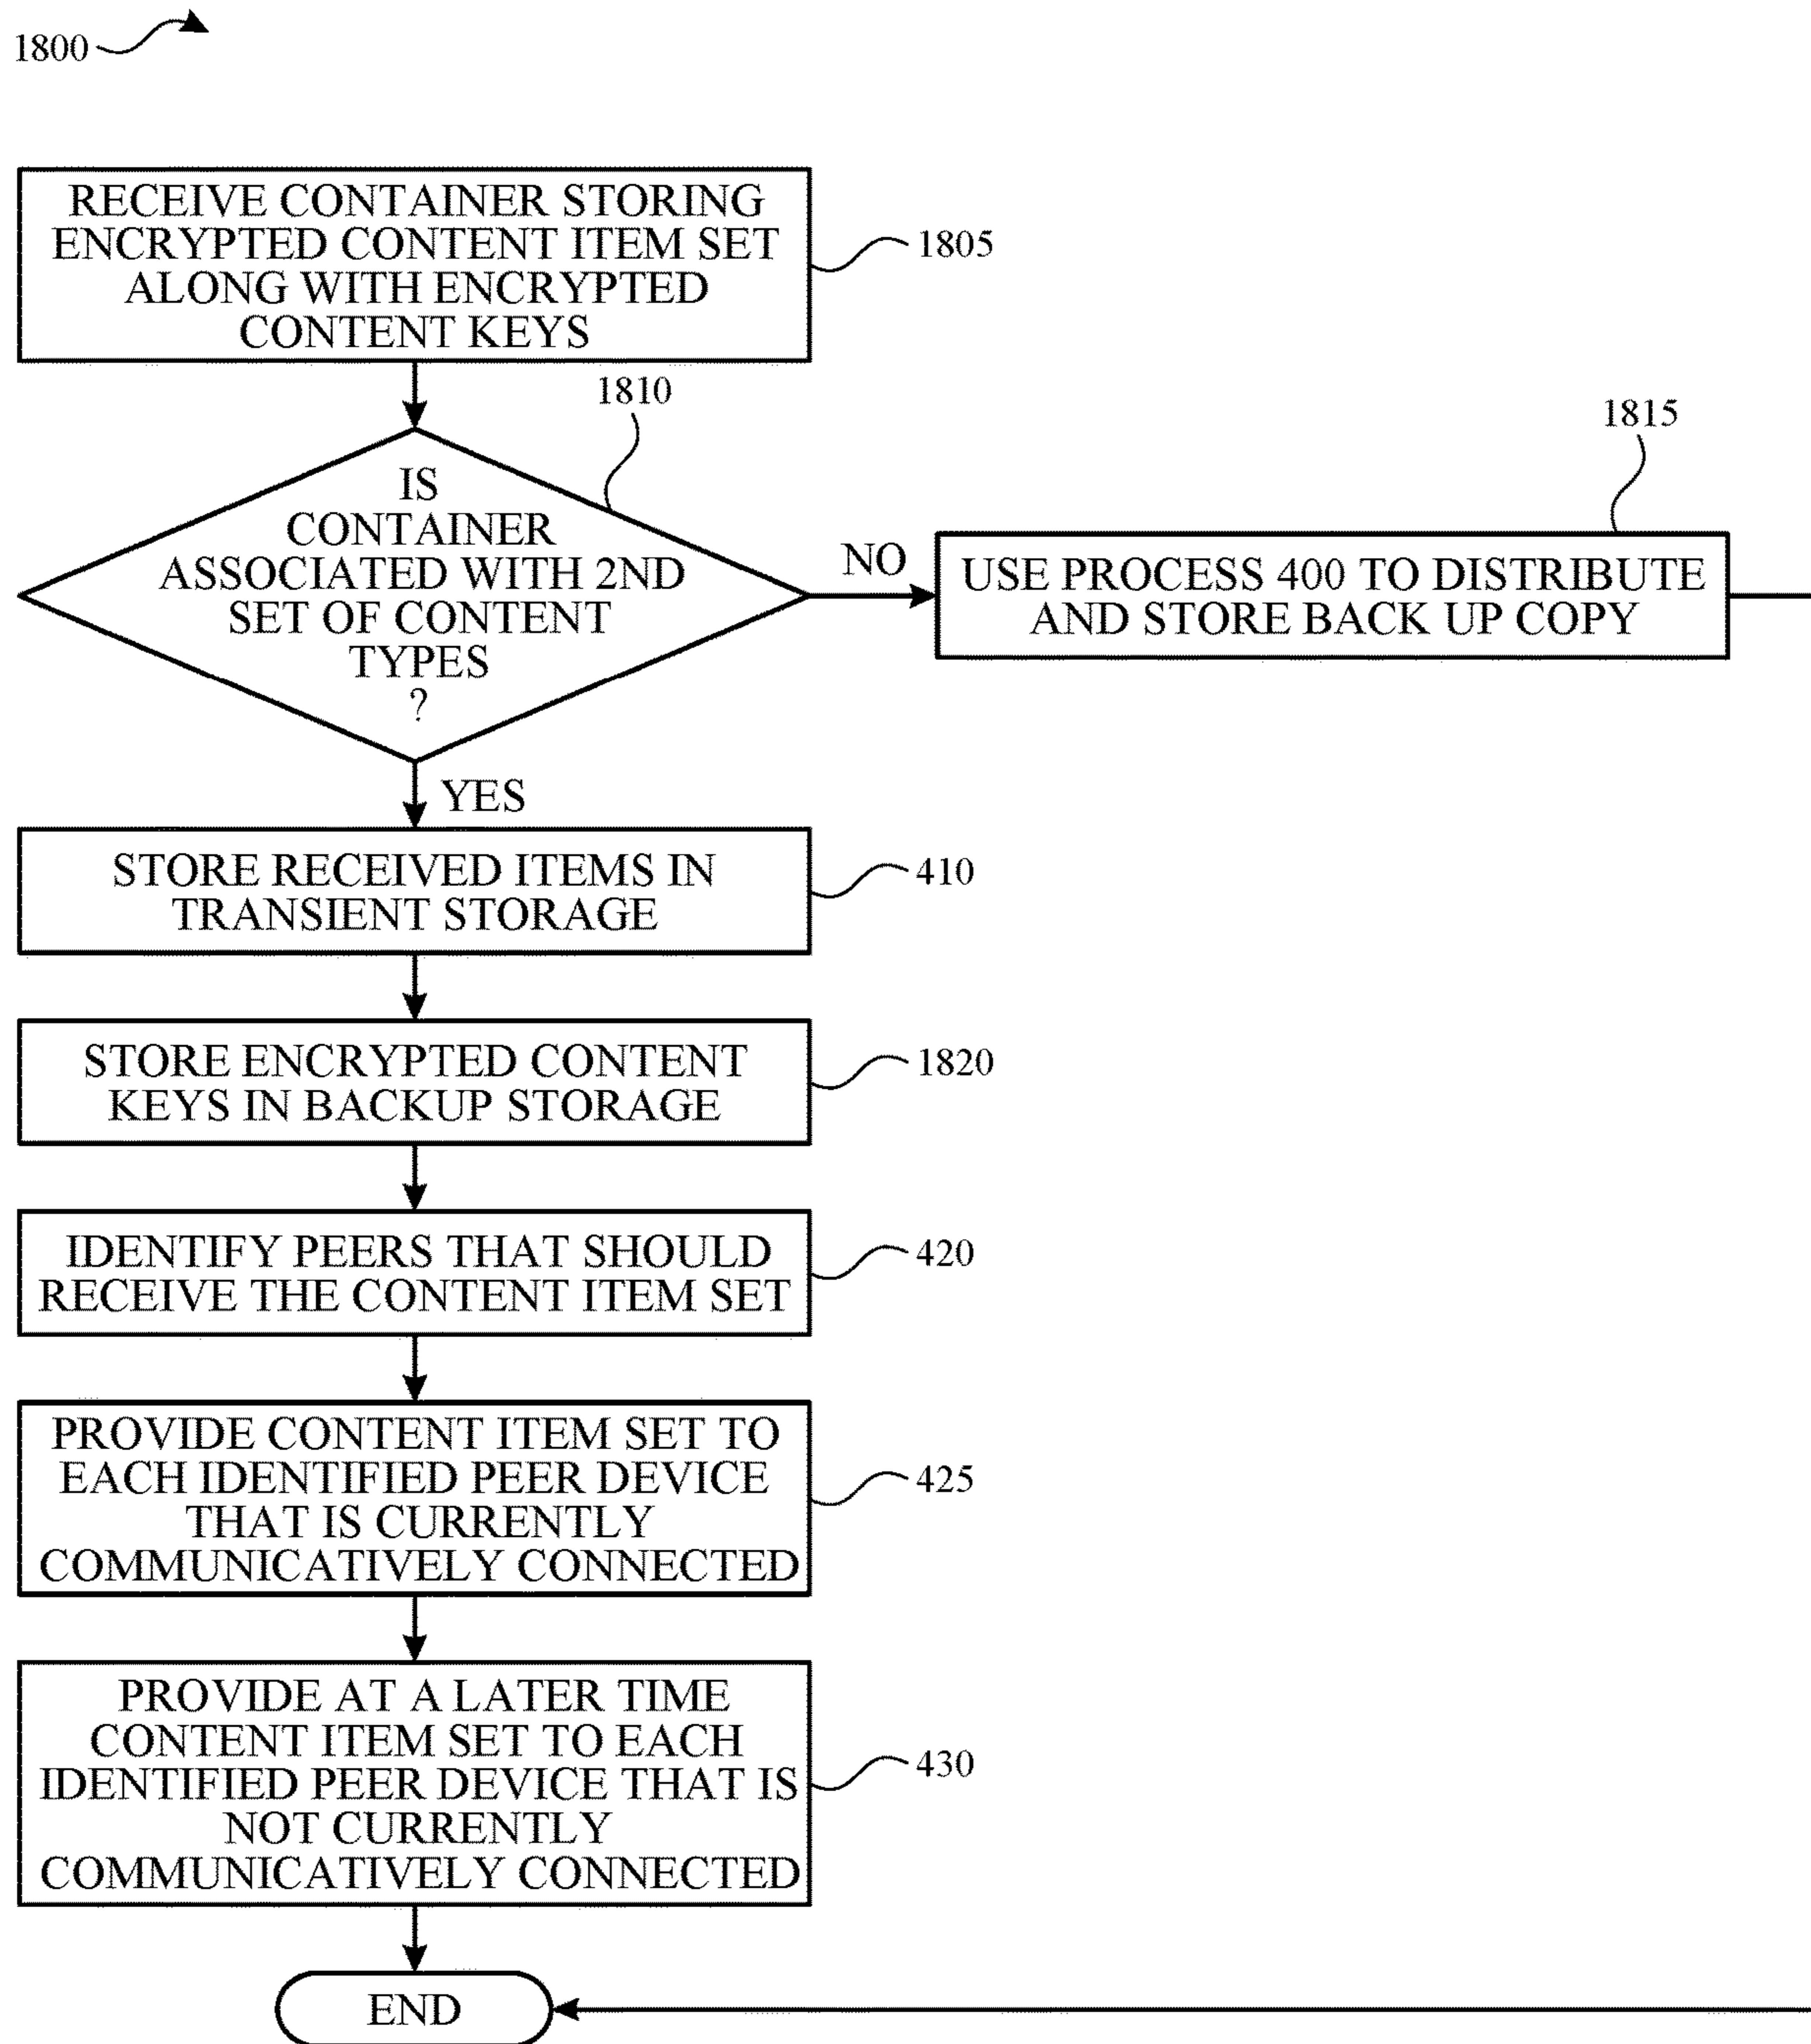 1800
RECEIVE CONTAINER STORING
ENCRYPTED CONTENT ITEM SET
ALONG WITH ENCRYPTED
CONTENT KEYS
1805
1810
IS
CONTAINER
ASSOCIATED WITH 2ND
SET OF CONTENT
TYPES
?
NO
1815
USE PROCESS 400 TO DISTRIBUTE
AND STORE BACK UP COPY
YES
STORE RECEIVED ITEMS IN
TRANSIENT STORAGE
410
STORE ENCRYPTED CONTENT
KEYS IN BACKUP STORAGE
1820
IDENTIFY PEERS THAT SHOULD
RECEIVE THE CONTENT ITEM SET
420
PROVIDE CONTENT ITEM SET TO
EACH IDENTIFIED PEER DEVICE
THAT IS CURRENTLY
COMMUNICATIVELY CONNECTED
425
PROVIDE AT A LATER TIME
CONTENT ITEM SET TO EACH
IDENTIFIED PEER DEVICE THAT IS
NOT CURRENTLY
COMMUNICATIVELY CONNECTED
430
END